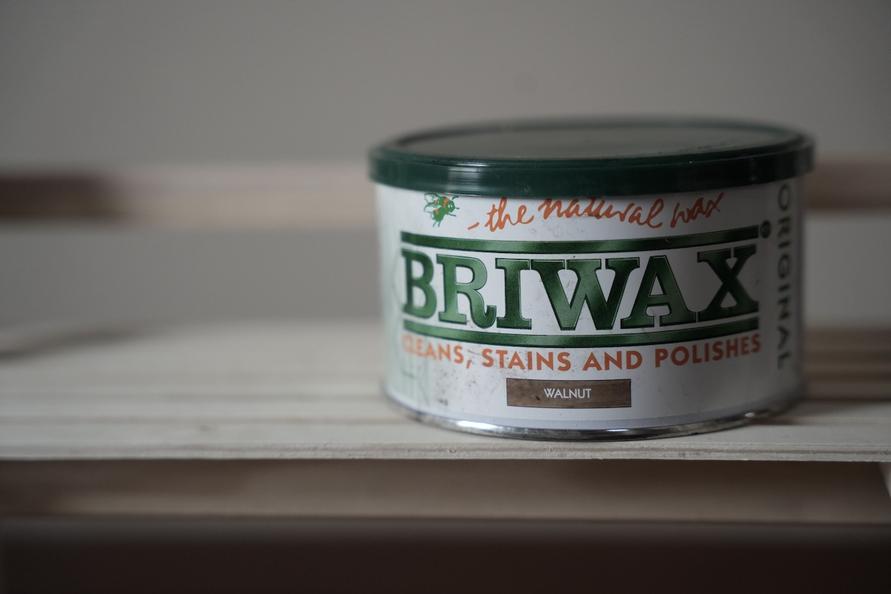 -the natural wax
BRIWAX®
CLEANS, STAINS AND POLISHES
WALNUT
ORIGINAL